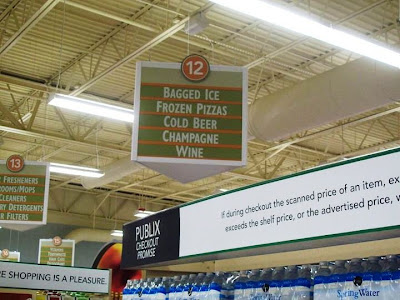 12
BAGGED ICE
FROZEN PIZZAS
COLD BEER
CHAMPAGNE
WINE
13
FRESHENERS
ROOMS/MOPS
CLEANERS
DETERGENTS
FILTERS
PUBLIX
CHECKOUT
PROMISE
If during checkout the scanned price of an item, ex
exceeds the shelf price, or the advertised price, w
RE SHOPPING IS A PLEASURE.
Spring Water